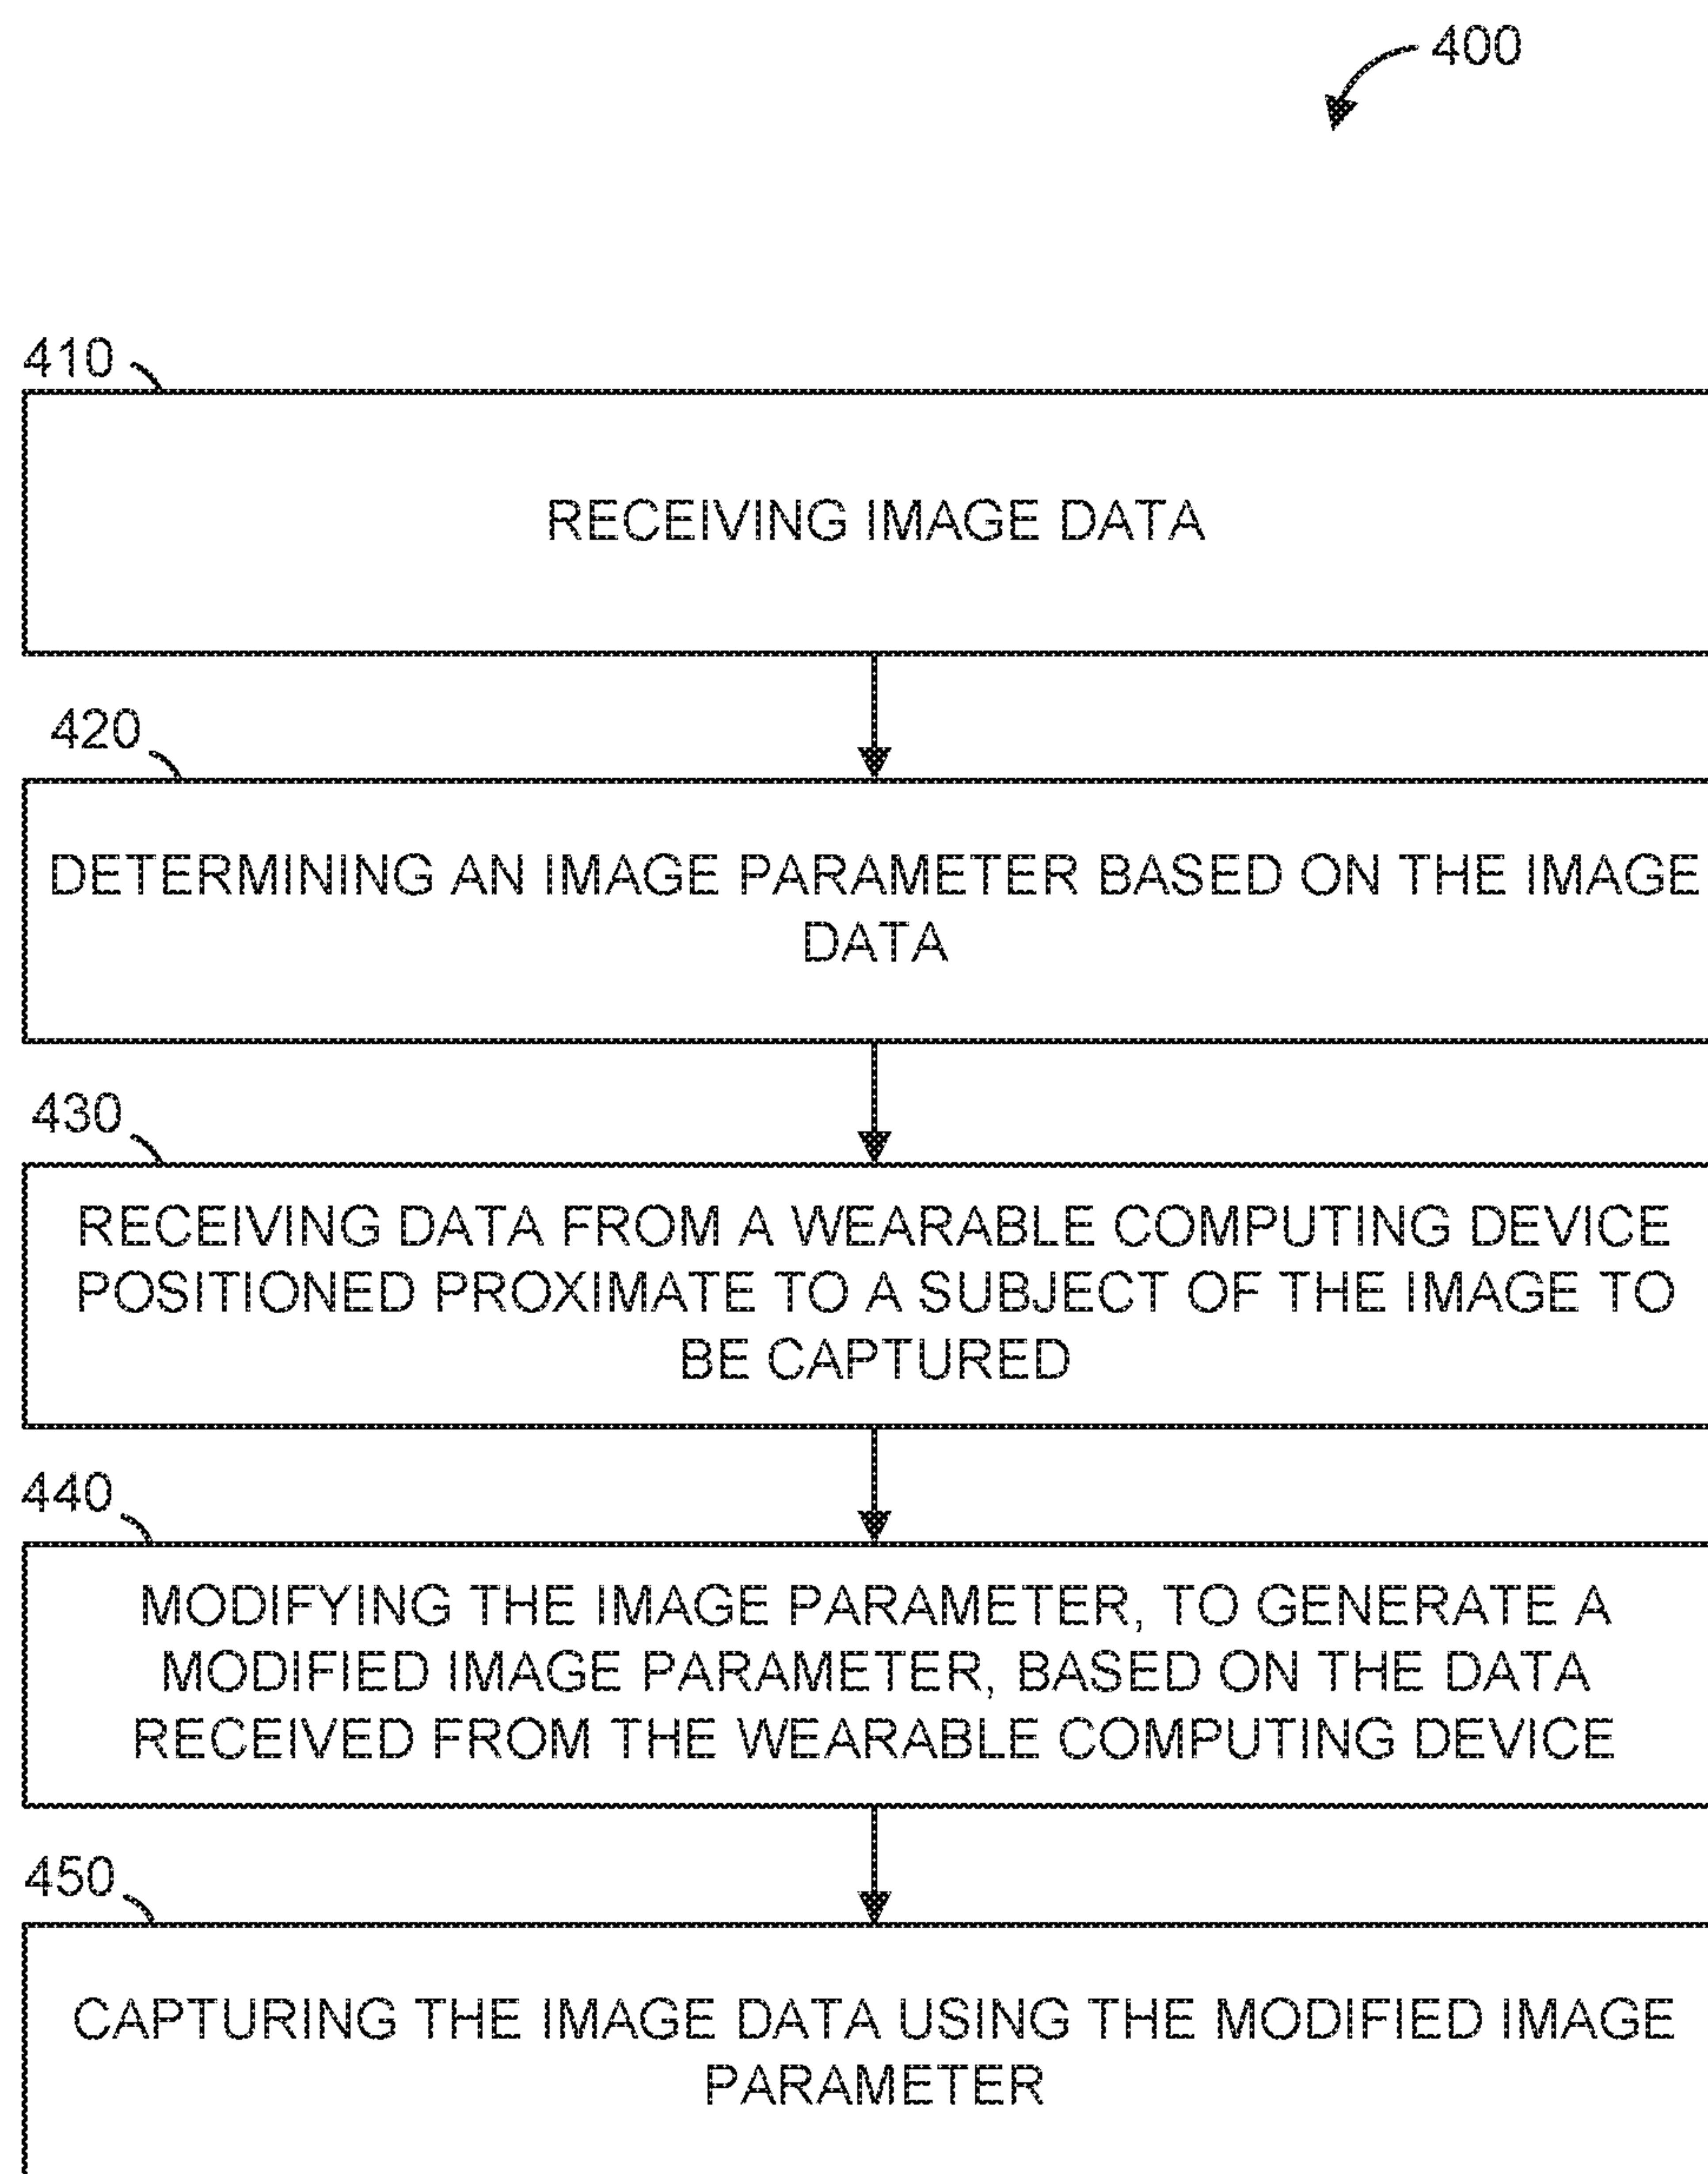 400
410
RECEIVING IMAGE DATA
420
DETERMINING AN IMAGE PARAMETER BASED ON THE IMAGE
DATA
430
RECEIVING DATA FROM A WEARABLE COMPUTING DEVICE
POSITIONED PROXIMATE TO A SUBJECT OF THE IMAGE TO
BE CAPTURED
440
MODIFYING THE IMAGE PARAMETER, TO GENERATE A
MODIFIED IMAGE PARAMETER, BASED ON THE DATA
RECEIVED FROM THE WEARABLE COMPUTING DEVICE
450
CAPTURING THE IMAGE DATA USING THE MODIFIED IMAGE
PARAMETER